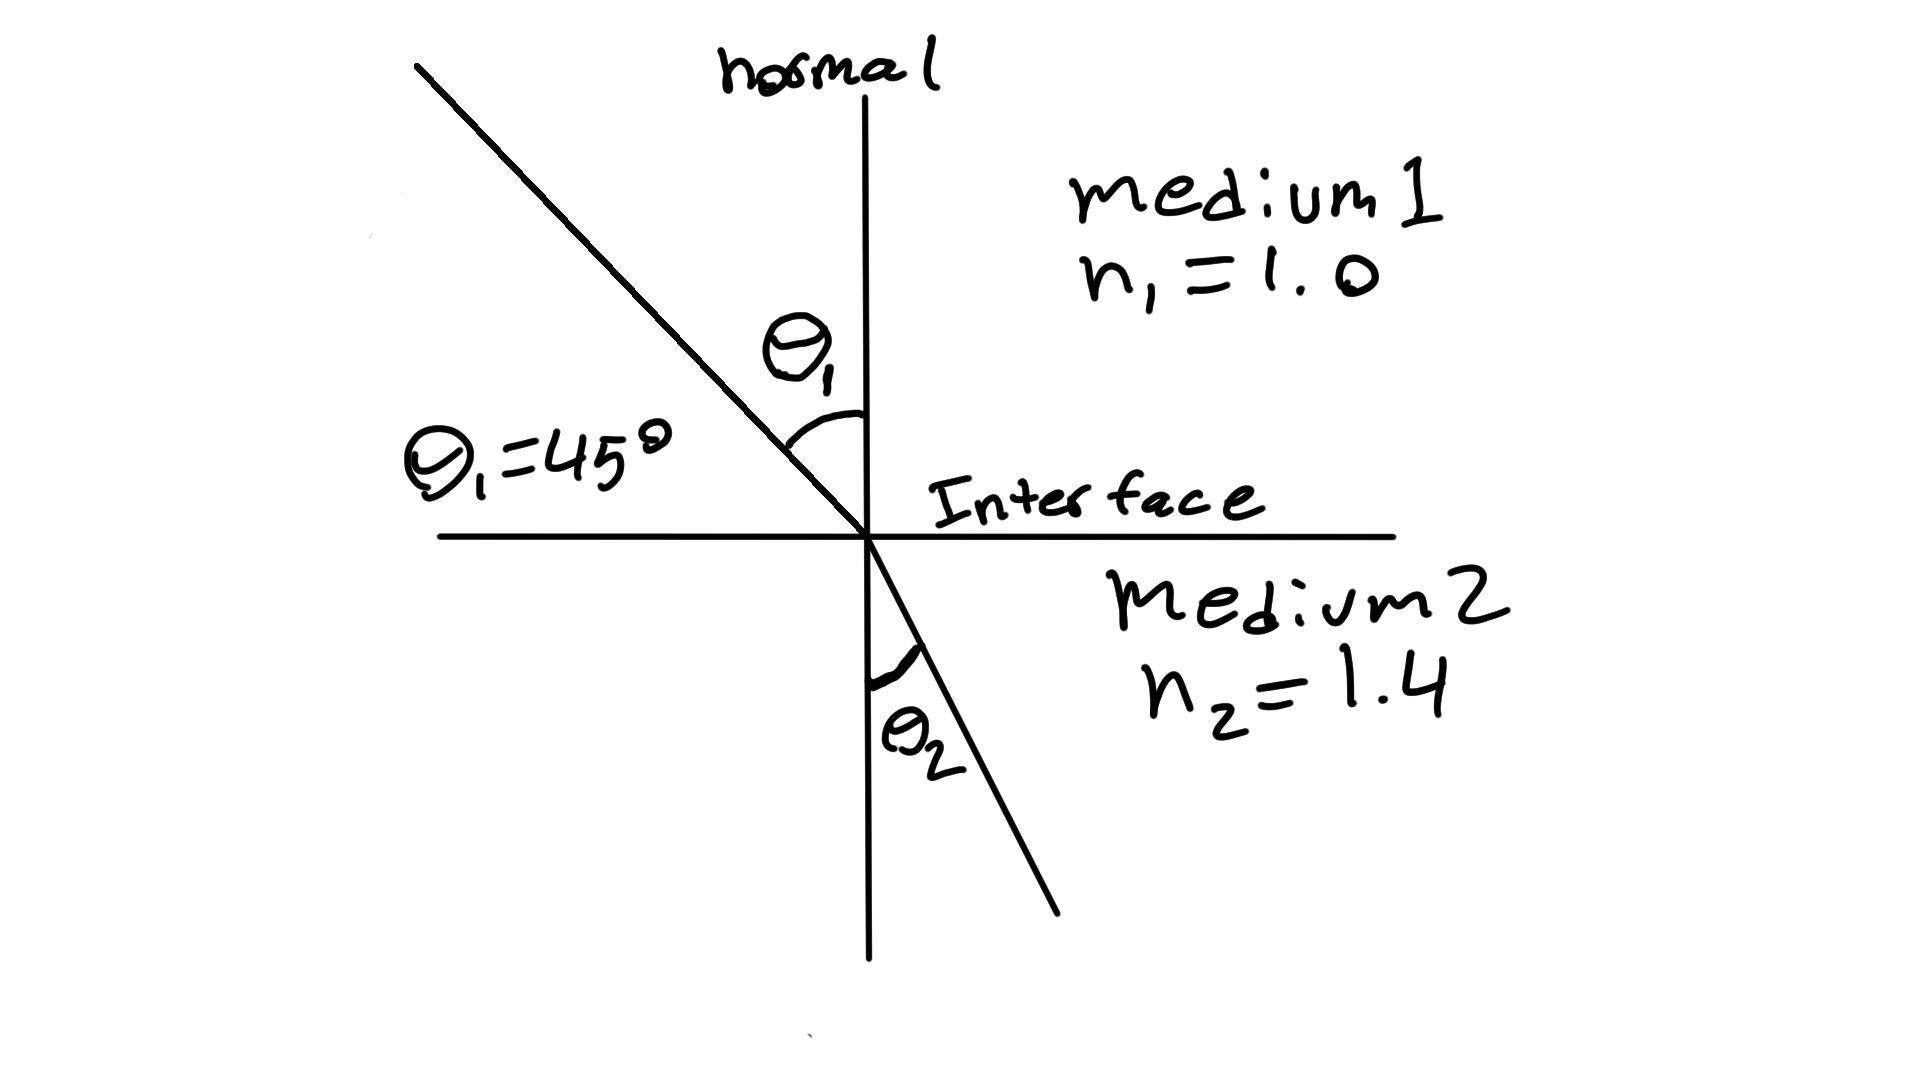 normal
medium 1
n₁ = 1.0
θ₁
θ₁ = 45°
Interface
Medium 2
n₂ = 1.4
θ₂